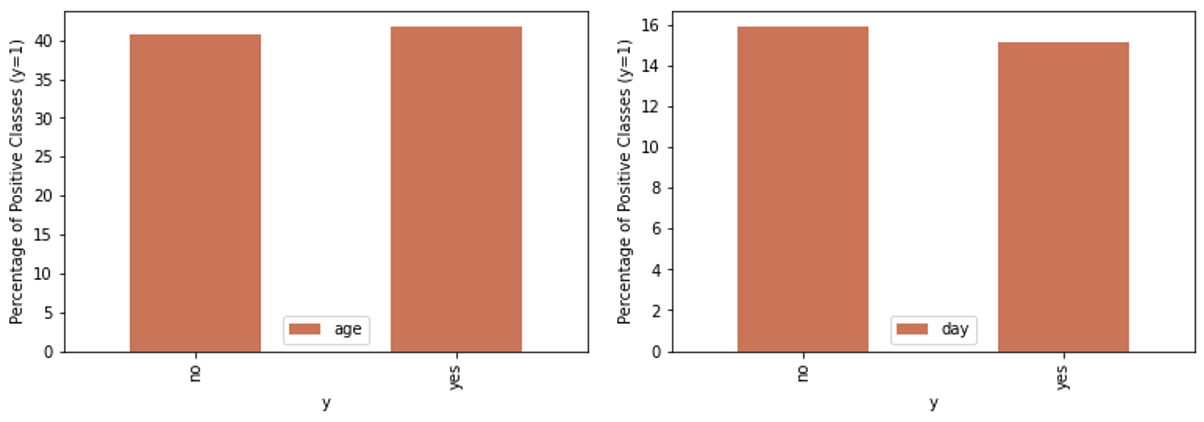 Percentage of Positive Classes (y=1)
40
35
30
25
20
15
10
5
0
age
no
yes
y
Percentage of Positive Classes (y=1)
16
14
12
10
8
6
4
2
0
day
no
yes
y